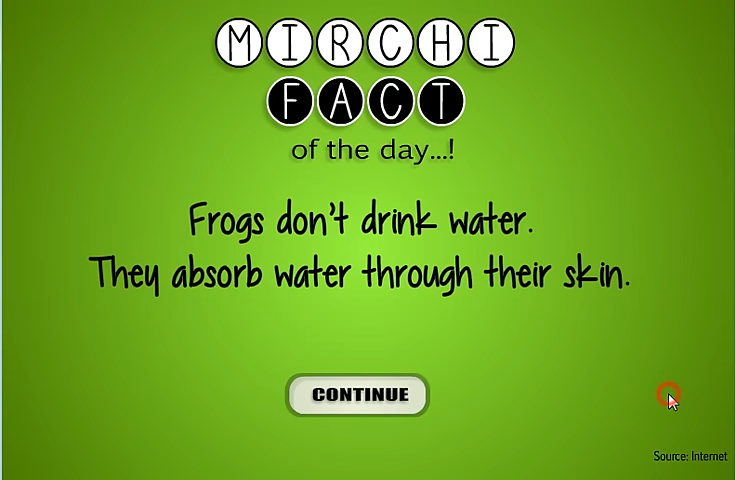 MIRCHI
FACT
of the day...!
Frogs don't drink water.
They absorb water through their skin.
CONTINUE
Source: Internet